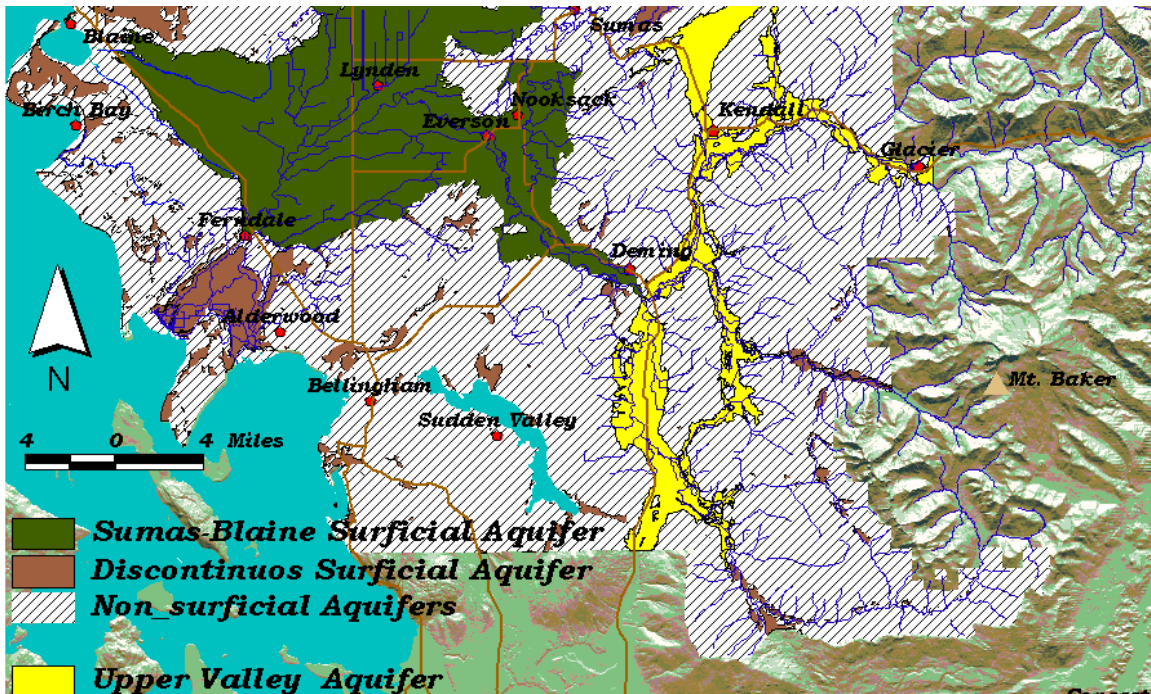 Blaine
Sumas
Lynden
Nooksack
Everson
Birch Bay
Kendall
Glacier
Ferndale
Deming
Alderwood
N
Bellingham
Mt. Baker
Sudden Valley
4 0 4 Miles
Sumas-Blaine Surficial Aquifer
Discontinuos Surficial Aquifer
Non_surficial Aquifers
Upper Valley Aquifer